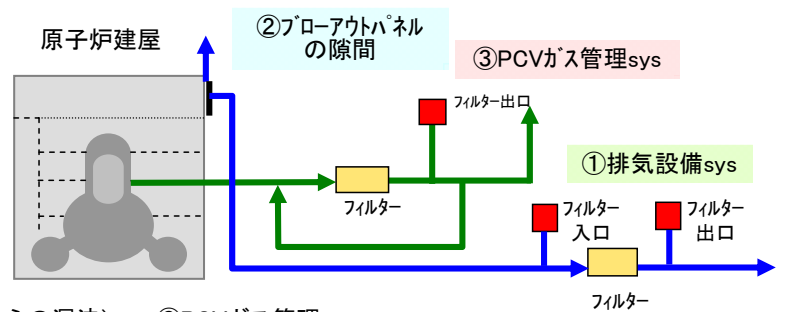 原子炉建屋
②ﾌﾞﾛｰｱｳﾄﾊﾟﾈﾙ
の隙間
③PCVｶﾞｽ管理sys
ﾌｨﾙﾀｰ出口
①排気設備sys
ﾌｨﾙﾀｰ
ﾌｨﾙﾀｰ
入口
ﾌｨﾙﾀｰ
出口
ﾌｨﾙﾀｰ